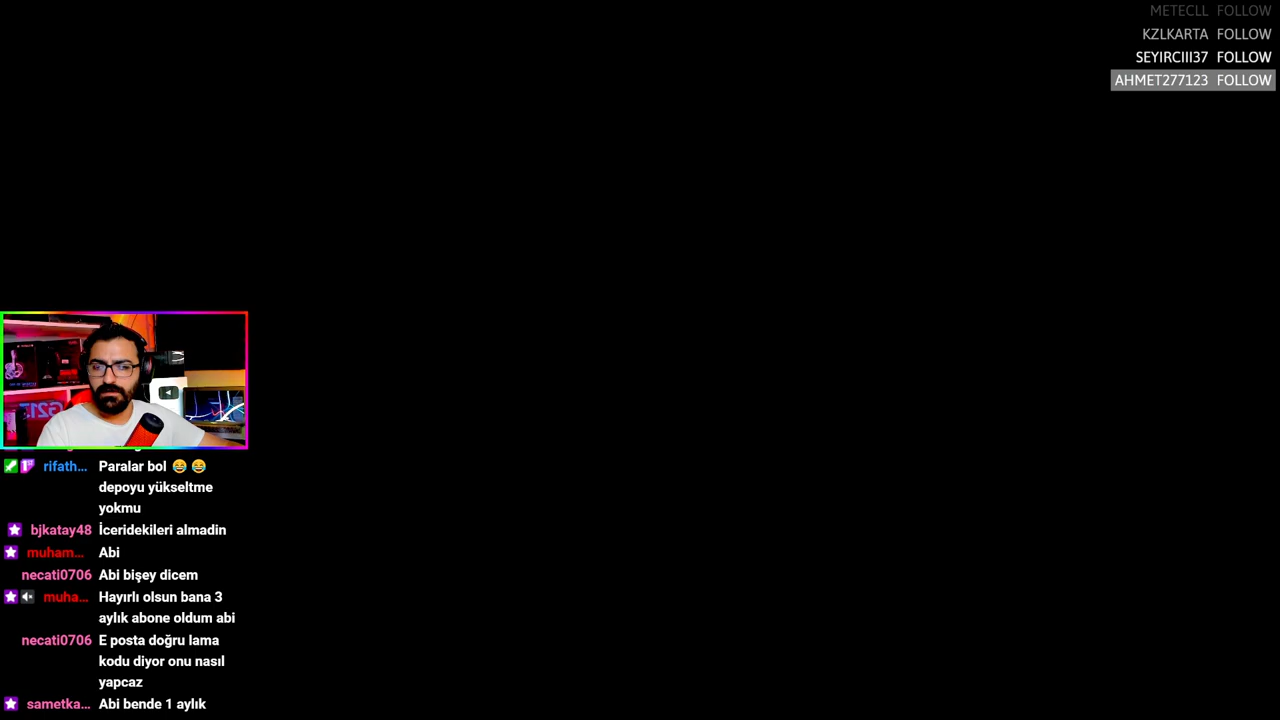 METECLL FOLLOW
KZLKARTA FOLLOW
SEYIRCIII37 FOLLOW
AHMET277123 FOLLOW
rifath... Paralar bol 😂 😂
depoyu yükseltme
yokmu
bjkatay48 İceridekileri almadin
muham... Abi
necati0706 Abi bişey dicem
muha... Hayırlı olsun bana 3
aylık abone oldum abi
necati0706 E posta doğru lama
kodu diyor onu nasıl
yapcaz
sametka... Abi bende 1 aylık